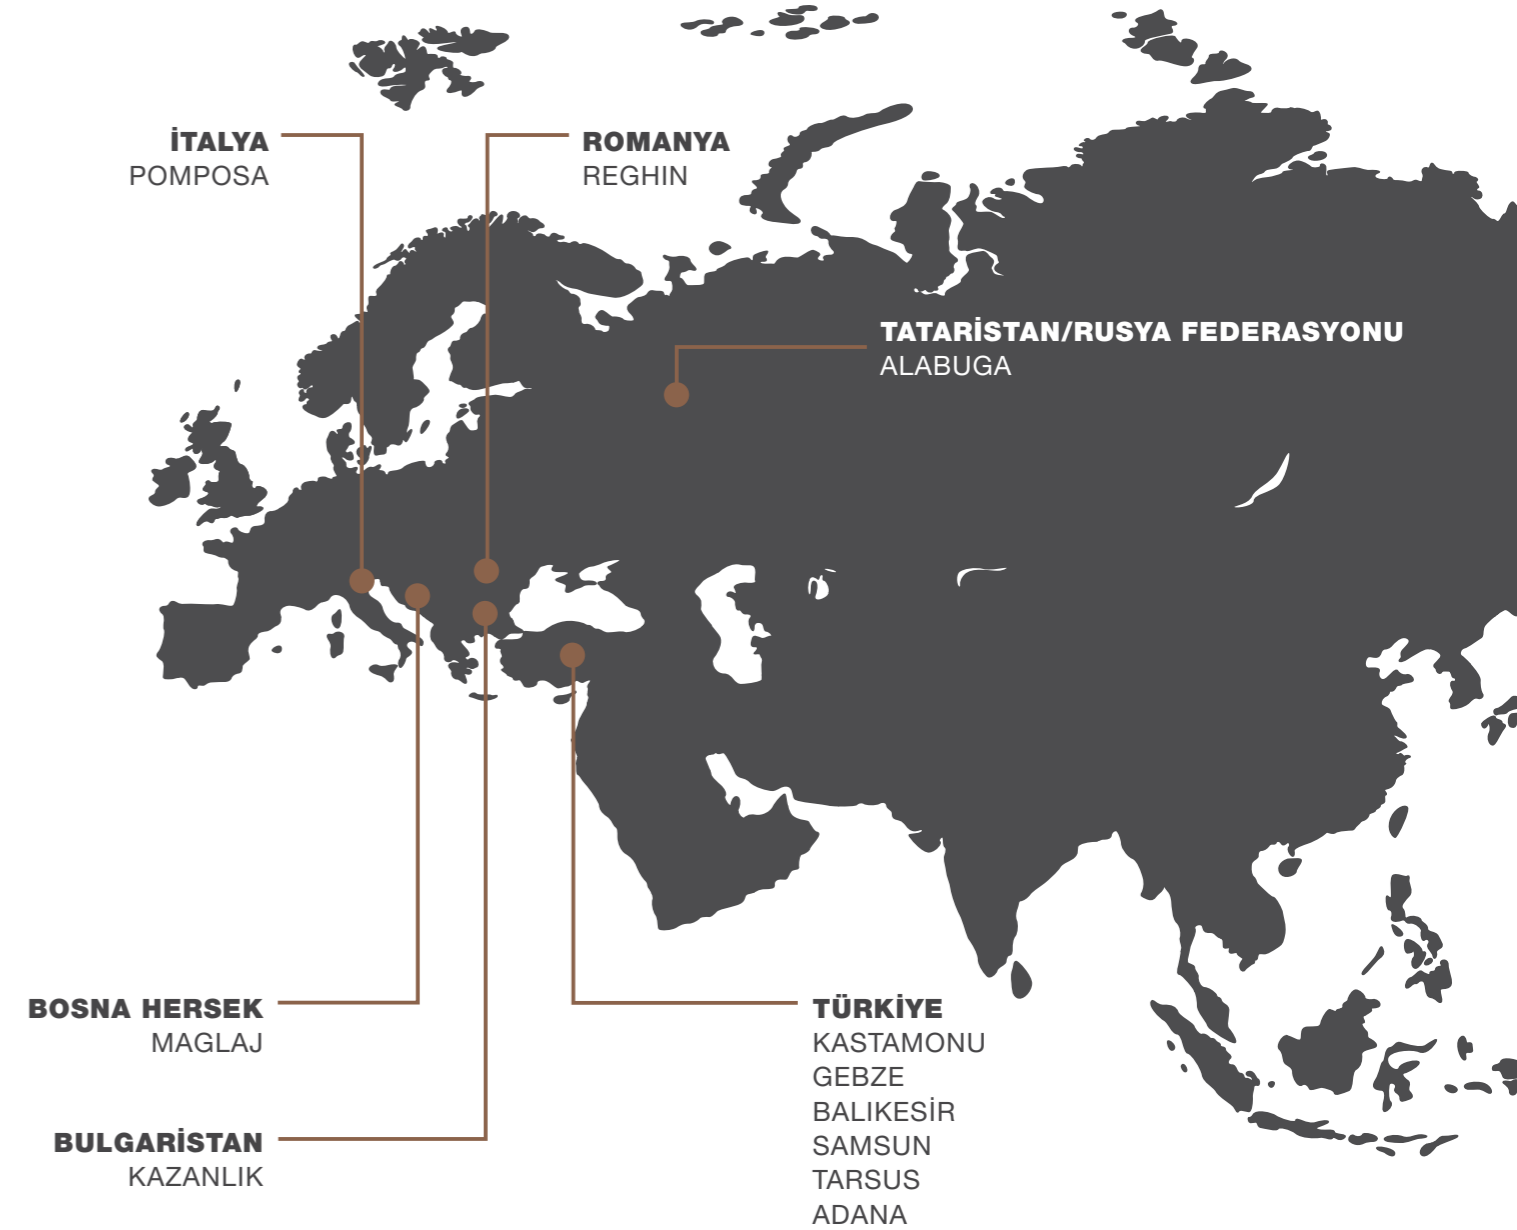 İTALYA
POMPOSA
ROMANYA
REGHIN
TATARİSTAN/RUSYA FEDERASYONU
ALABUGA
BOSNA HERSEK
MAGLAJ
BULGARİSTAN
KAZANLIK
TÜRKİYE
KASTAMONU
GEBZE
BALIKESİR
SAMSUN
TARSUS
ADANA